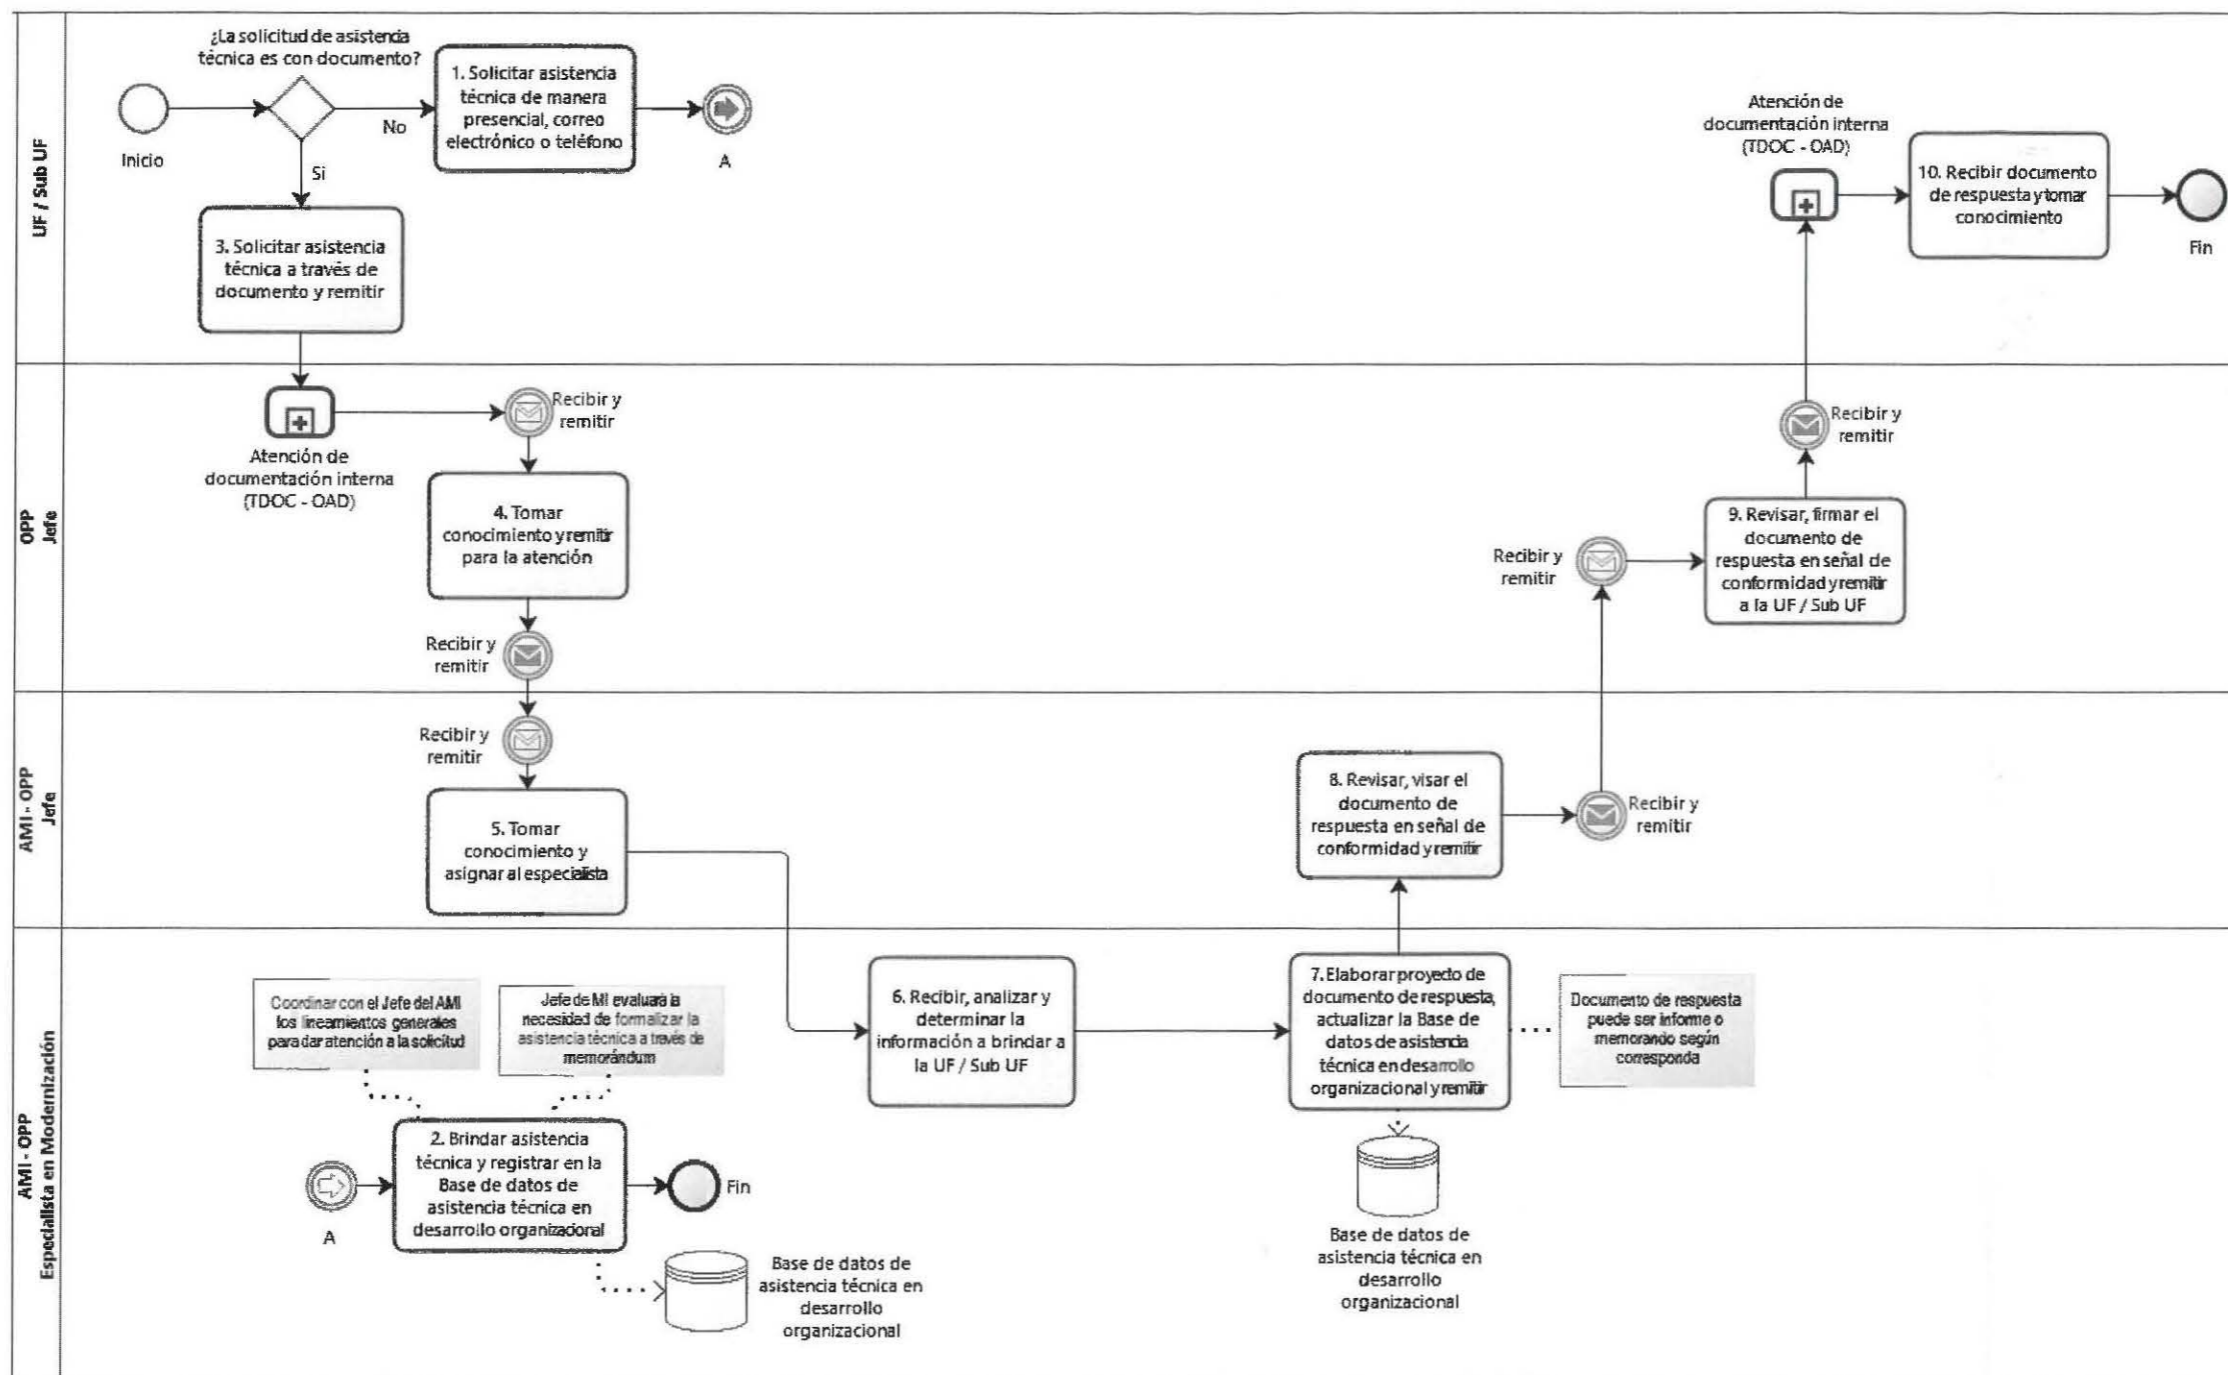 UF / Sub UF
¿La solicitud de asistencia
técnica es con documento?
Inicio
No
Si
1. Solicitar asistencia
técnica de manera
presencial, correo
electrónico o teléfono
A
3. Solicitar asistencia
técnica a través de
documento y remitir
Atención de
documentación interna
(TDOC - OAD)
10. Recibir documento
de respuesta y tomar
conocimiento
Fin
OPP
Jefe
Atención de
documentación interna
(TDOC - OAD)
Recibir y
remitir
4. Tomar
conocimiento y remitir
para la atención
Recibir y
remitir
Recibir y
remitir
9. Revisar, firmar el
documento de
respuesta en señal de
conformidad y remitir
a la UF / Sub UF
Recibir y
remitir
AMI - OPP
Jefe
Recibir y
remitir
5. Tomar
conocimiento y
asignar al especialista
8. Revisar, visar el
documento de
respuesta en señal de
conformidad y remitir
Recibir y
remitir
AMI - OPP
Especialista en Modernización
Coordinar con el Jefe del AMI
los lineamientos generales
para dar atención a la solicitud
Jefe de MI evaluará la
necesidad de formalizar la
asistencia técnica a través de
memorándum
A
2. Brindar asistencia
técnica y registrar en la
Base de datos de
asistencia técnica en
desarrollo organizacional
Fin
Base de datos de
asistencia técnica en
desarrollo
organizacional
6. Recibir, analizar y
determinar la
información a brindar a
la UF / Sub UF
7. Elaborar proyecto de
documento de respuesta,
actualizar la Base de
datos de asistencia
técnica en desarrollo
organizacional y remitir
Documento de respuesta
puede ser informe o
memorando según
corresponda
Base de datos de
asistencia técnica en
desarrollo
organizacional